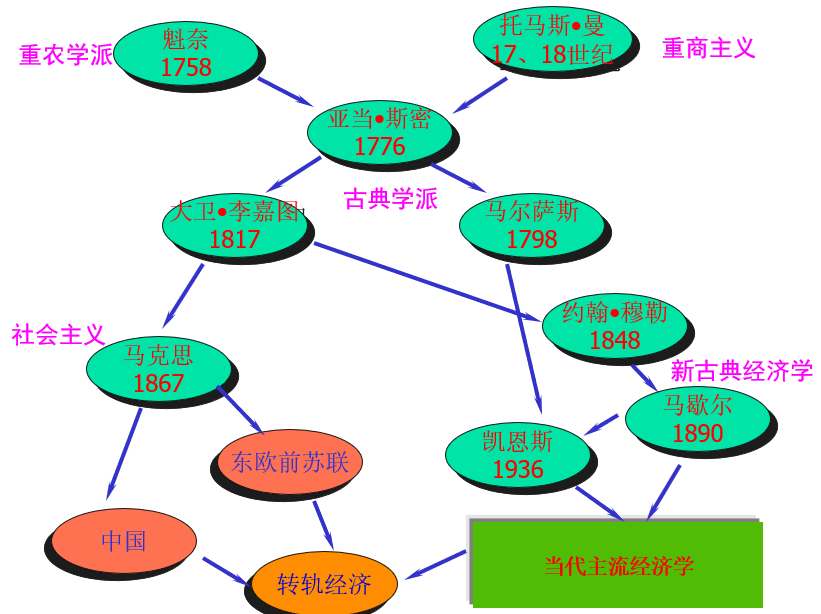 魁奈
1758
托马斯•曼
17、18世纪
重农学派
重商主义
亚当•斯密
1776
古典学派
大卫•李嘉图
1817
马尔萨斯
1798
约翰•穆勒
1848
社会主义
马克思
1867
新古典经济学
马歇尔
1890
凯恩斯
1936
东欧前苏联
中国
转轨经济
当代主流经济学